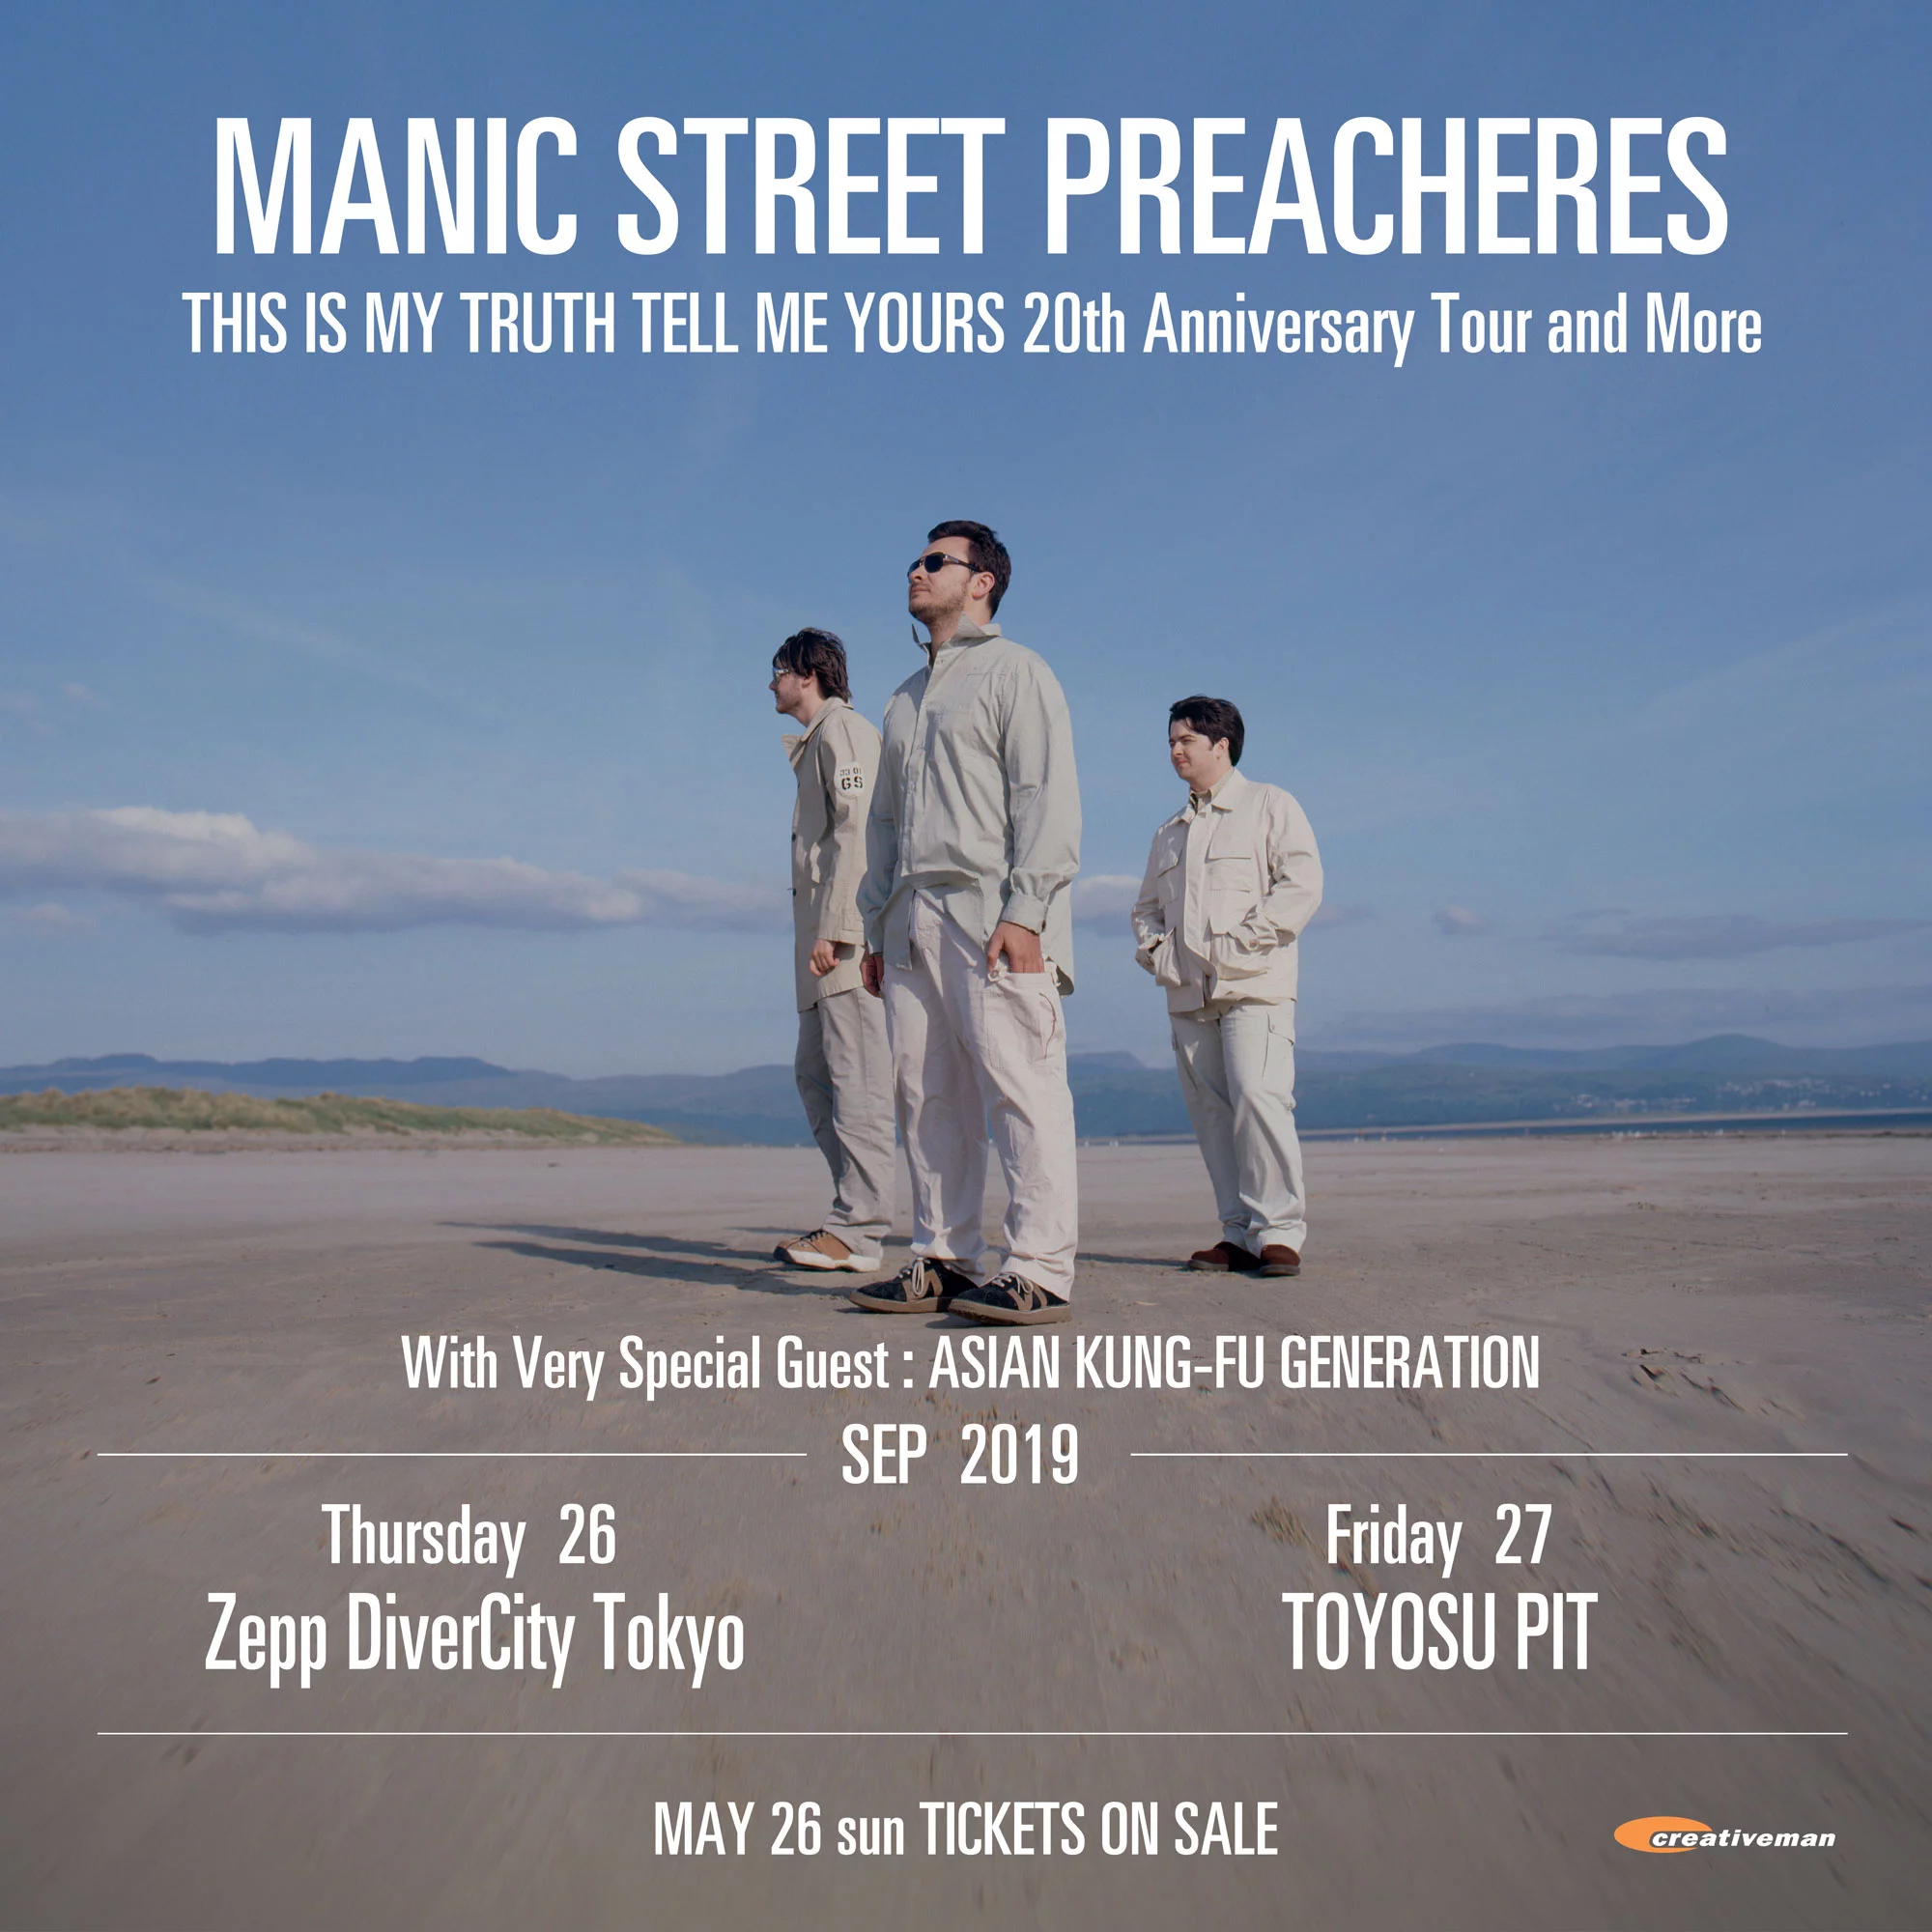 MANIC STREET PREACHERES
THIS IS MY TRUTH TELL ME YOURS 20th Anniversary Tour and More
GS
With Very Special Guest : ASIAN KUNG-FU GENERATION
SEP 2019
Thursday 26
Zepp DiverCity Tokyo
Friday 27
TOYOSU PIT
MAY 26 sun TICKETS ON SALE
creativeman